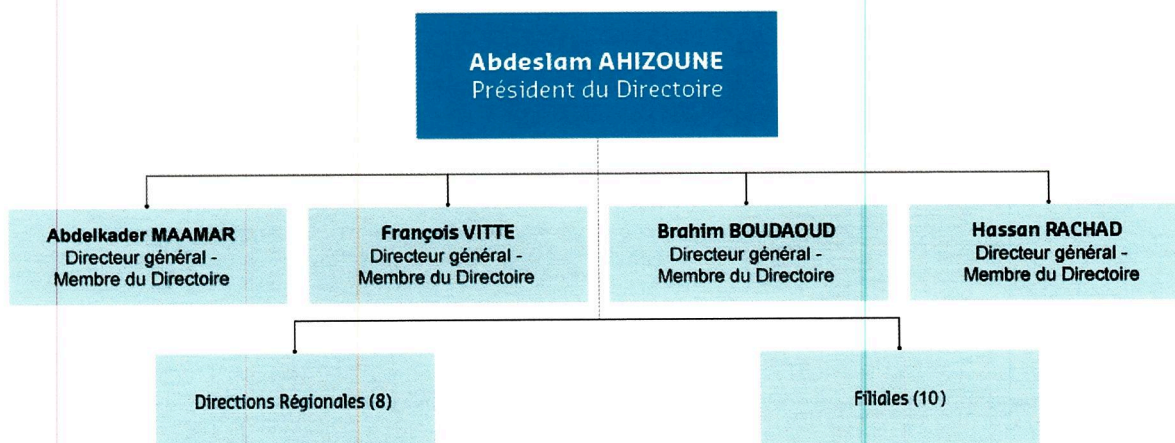 Abdeslam AHIZOUNE
Président du Directoire
Abdelkader MAAMAR
Directeur général -
Membre du Directoire
François VITTE
Directeur général -
Membre du Directoire
Brahim BOUDAOUD
Directeur général -
Membre du Directoire
Hassan RACHAD
Directeur général -
Membre du Directoire
Directions Régionales (8)
Filiales (10)